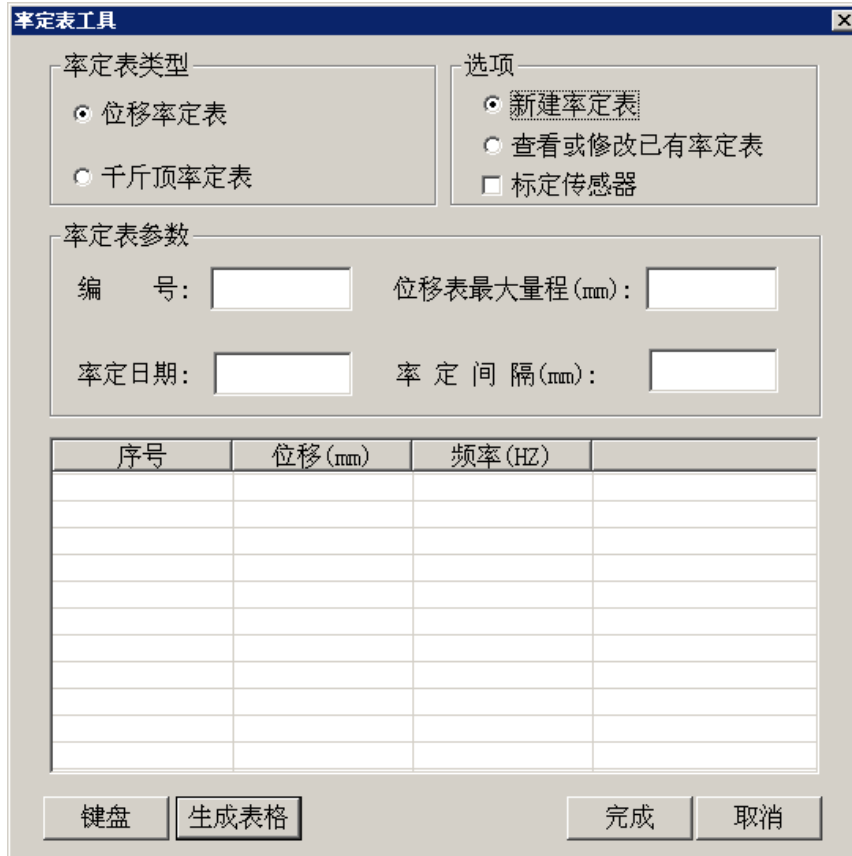 率定表工具
率定表类型
位移率定表
千斤顶率定表
选项
新建率定表
查看或修改已有率定表
标定传感器
率定表参数
编 号: 位移表最大量程(mm):
率定日期: 率 定 间 隔(mm):
序号 位移(mm) 频率(HZ)
键盘 生成表格 完成 取消